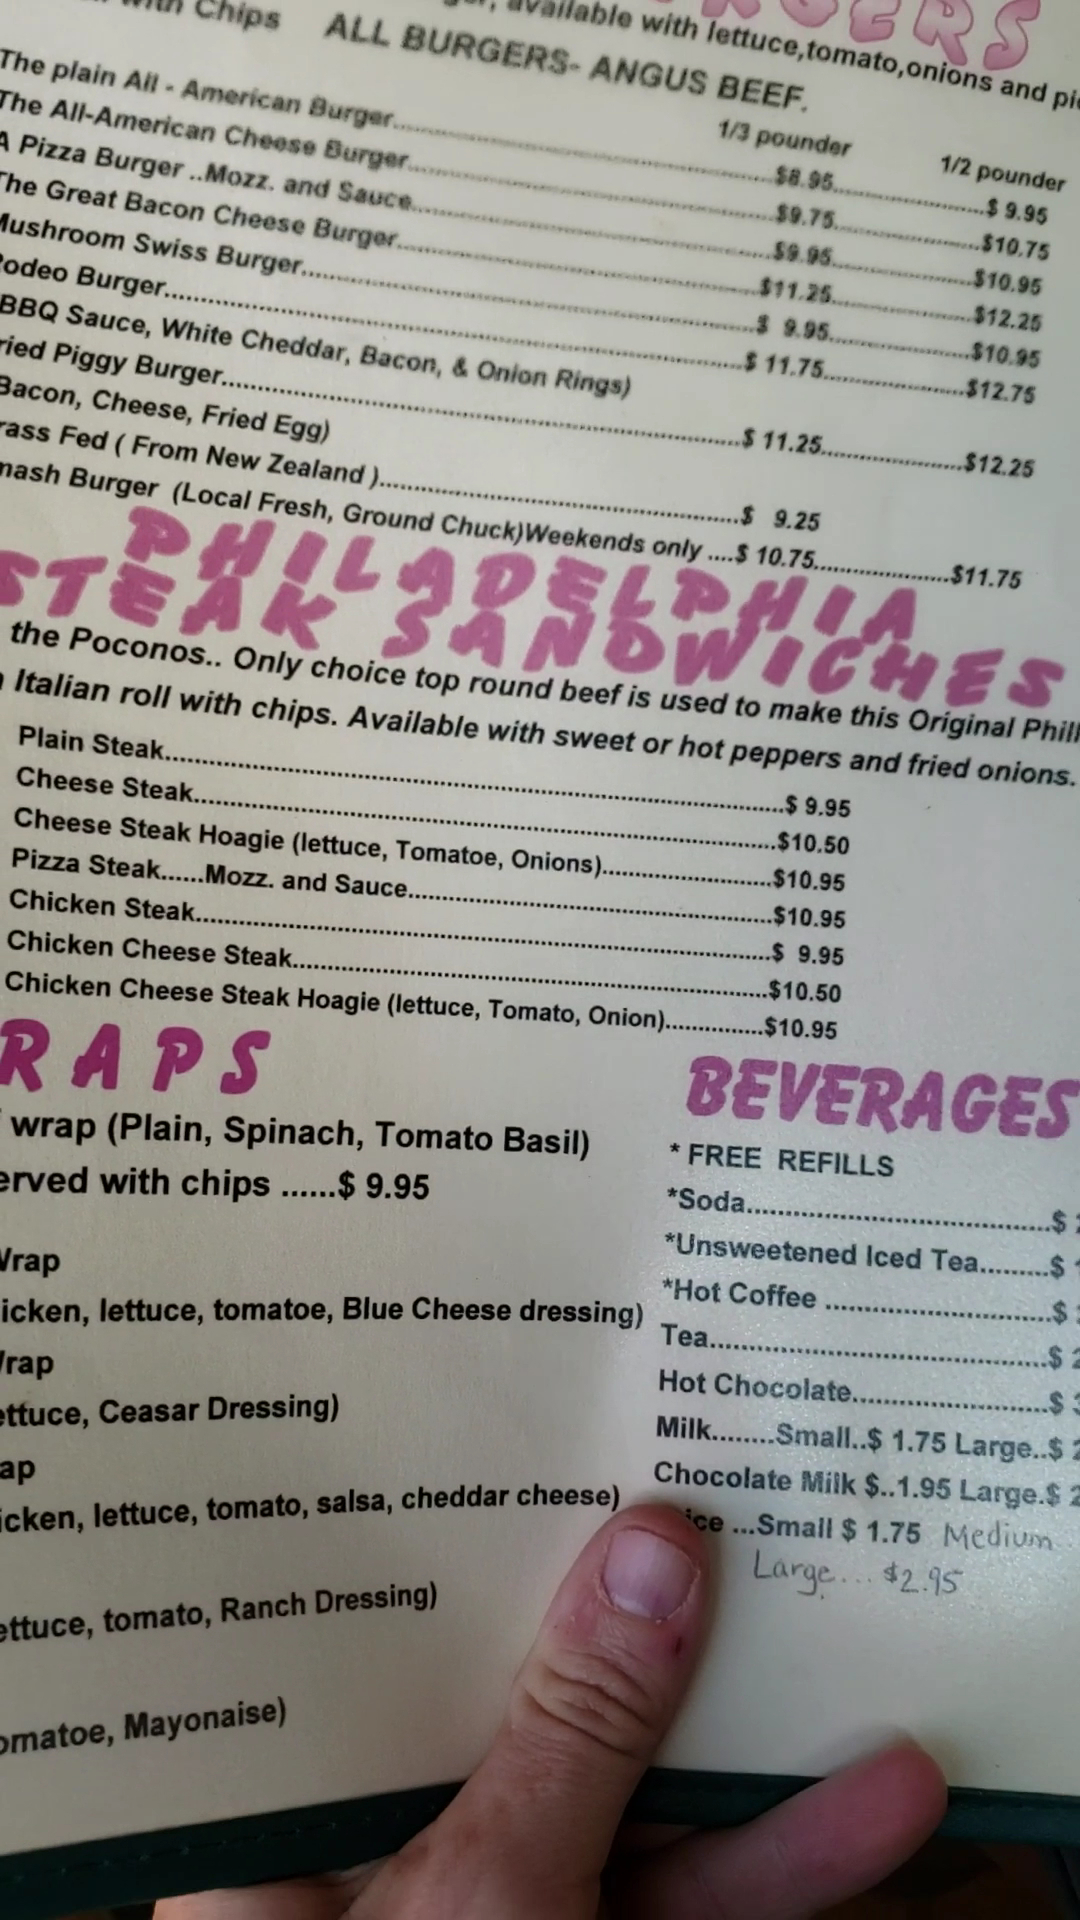 with Chips
available with lettuce,tomato,onions and
ALL BURGERS- ANGUS BEEF.
1/3 pounder 1/2 pounder
The plain All - American Burger..........$8.95..........$ 9.95
The All-American Cheese Burger..........$9.75..........$10.75
A Pizza Burger ..Mozz. and Sauce..........$9.95..........$10.95
The Great Bacon Cheese Burger..........$11.25..........$12.25
Mushroom Swiss Burger..........$ 9.95..........$10.95
Rodeo Burger..........$ 11.75..........$12.75
BBQ Sauce, White Cheddar, Bacon, & Onion Rings)
ried Piggy Burger..........$ 11.25..........$12.25
Bacon, Cheese, Fried Egg)
rass Fed ( From New Zealand )..........$ 9.25
mash Burger (Local Fresh, Ground Chuck)Weekends only ....$ 10.75..........$11.75
PHILADELPHIA
STEAK SANDWICHES
the Poconos.. Only choice top round beef is used to make this Original
Italian roll with chips. Available with sweet or hot peppers and fried onions.
Plain Steak..........$ 9.95
Cheese Steak..........$10.50
Cheese Steak Hoagie (lettuce, Tomatoe, Onions)..........$10.95
Pizza Steak......Mozz. and Sauce..........$10.95
Chicken Steak..........$ 9.95
Chicken Cheese Steak..........$10.50
Chicken Cheese Steak Hoagie (lettuce, Tomato, Onion)..........$10.95
RAPS
wrap (Plain, Spinach, Tomato Basil)
erved with chips ......$ 9.95
Wrap
icken, lettuce, tomatoe, Blue Cheese dressing)
Wrap
ettuce, Ceasar Dressing)
ap
icken, lettuce, tomato, salsa, cheddar cheese)
ettuce, tomato, Ranch Dressing)
omatoe, Mayonaise)
BEVERAGES
* FREE REFILLS
*Soda..........$
*Unsweetened Iced Tea.........$
*Hot Coffee ..........$
Tea..........$
Hot Chocolate..........$
Milk........Small..$ 1.75 Large..$
Chocolate Milk $..1.95 Large.$
ice ...Small $ 1.75 Medium
Large... $2.95